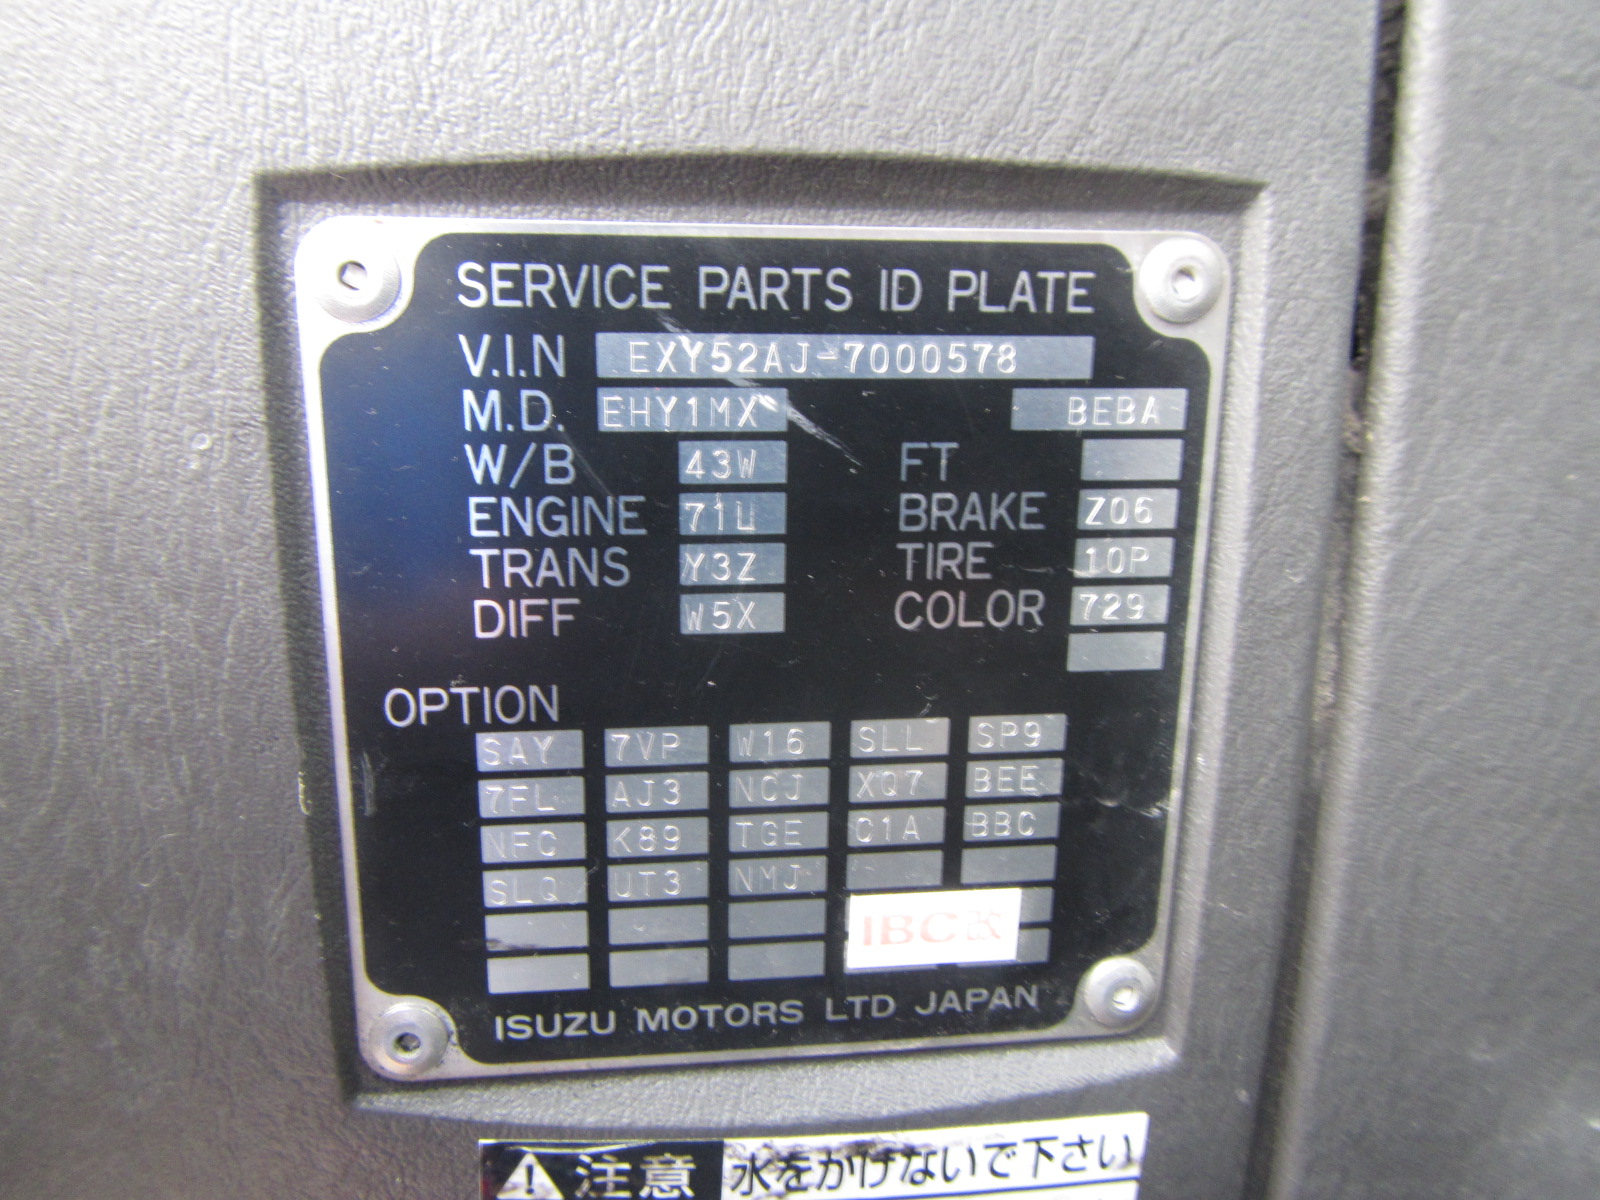 SERVICE PARTS ID PLATE
V.I.N EXY52AJ-7000578
M.D. EHY1MX BEBA
W/B 43W FT
ENGINE 71U BRAKE Z06
TRANS Y3Z TIRE 10P
DIFF W5X COLOR 729
OPTION
SAY 7VP W16 SLL SP9
7FL AJ3 NCJ XQ7 BEE
NFC K89 TGE C1A BBC
SLQ UT3 NMJ
IBC改
ISUZU MOTORS LTD JAPAN
注意 水をかけないで下さい